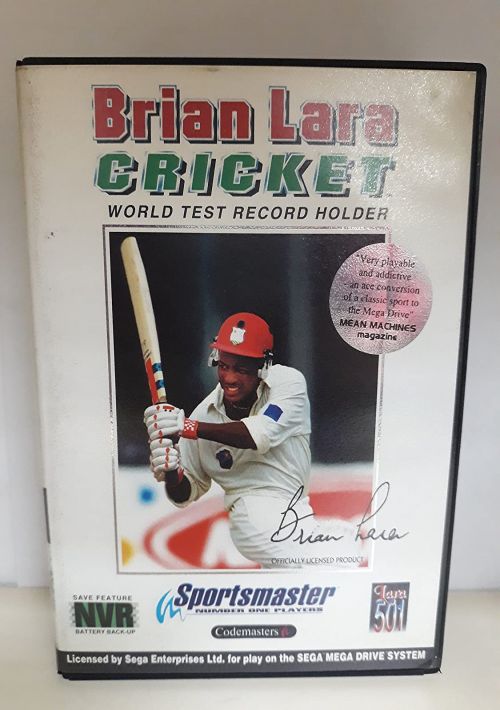 Brian Lara
CRICKET
WORLD TEST RECORD HOLDER
"Very playable
and addictive
- an ace conversion
of a classic sport to
the Mega Drive"
MEAN MACHINES
magazine
Brian Lara
OFFICIALLY LICENSED PRODUCT
SAVE FEATURE
NVR
BATTERY BACK-UP
Sportsmaster
NUMBER ONE PLAYERS
Codemasters
Lara
501
Licensed by Sega Enterprises Ltd. for play on the SEGA MEGA DRIVE SYSTEM